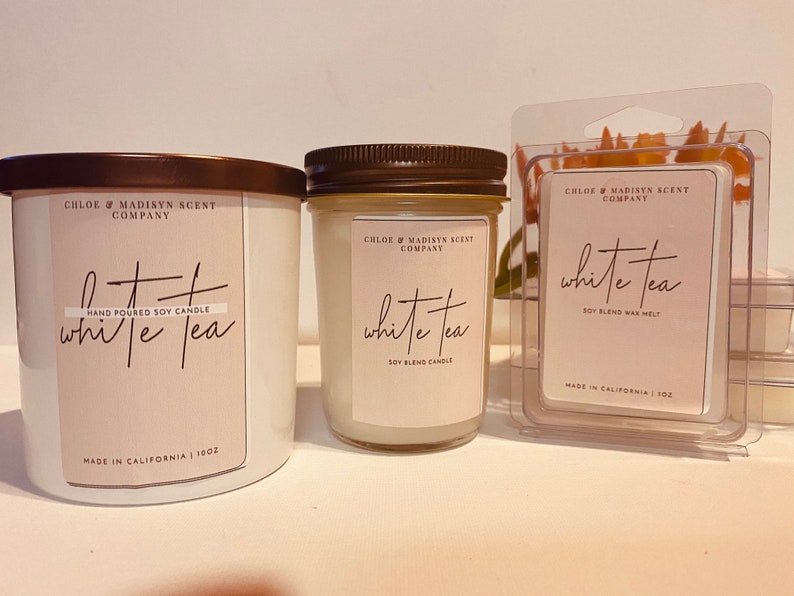 CHLOE & MADISYN SCENT
COMPANY
HAND POURED SOY CANDLE
white tea
MADE IN CALIFORNIA | 10OZ
CHLOE & MADISYN SCENT
COMPANY
white tea
SOY BLEND CANDLE
CHLOE & MADISYN SCENT
COMPANY
white tea
SOY BLEND WAX MELT
MADE IN CALIFORNIA | 3OZ